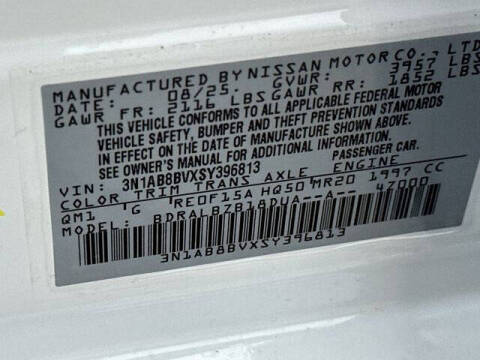 MANUFACTURED BY NISSAN MOTOR CO., LTD
DATE: 08/25. GVWR: 3957 LBS
GAWR FR: 2116 LBS GAWR RR: 1852 LBS
THIS VEHICLE CONFORMS TO ALL APPLICABLE FEDERAL MOTOR
VEHICLE SAFETY, BUMPER AND THEFT PREVENTION STANDARDS
IN EFFECT ON THE DATE OF MANUFACTURE SHOWN ABOVE.
SEE OWNER'S MANUAL FOR ADDITIONAL INFORMATION.
VIN: 3N1AB8BVXSY396813 PASSENGER CAR.
COLOR TRIM TRANS AXLE ENGINE
QM1 G RE0F15A HQ50 MR20 1997 CC
MODEL: BDRALBZB18DUA--A-- 47000
3N1AB8BVXSY396813